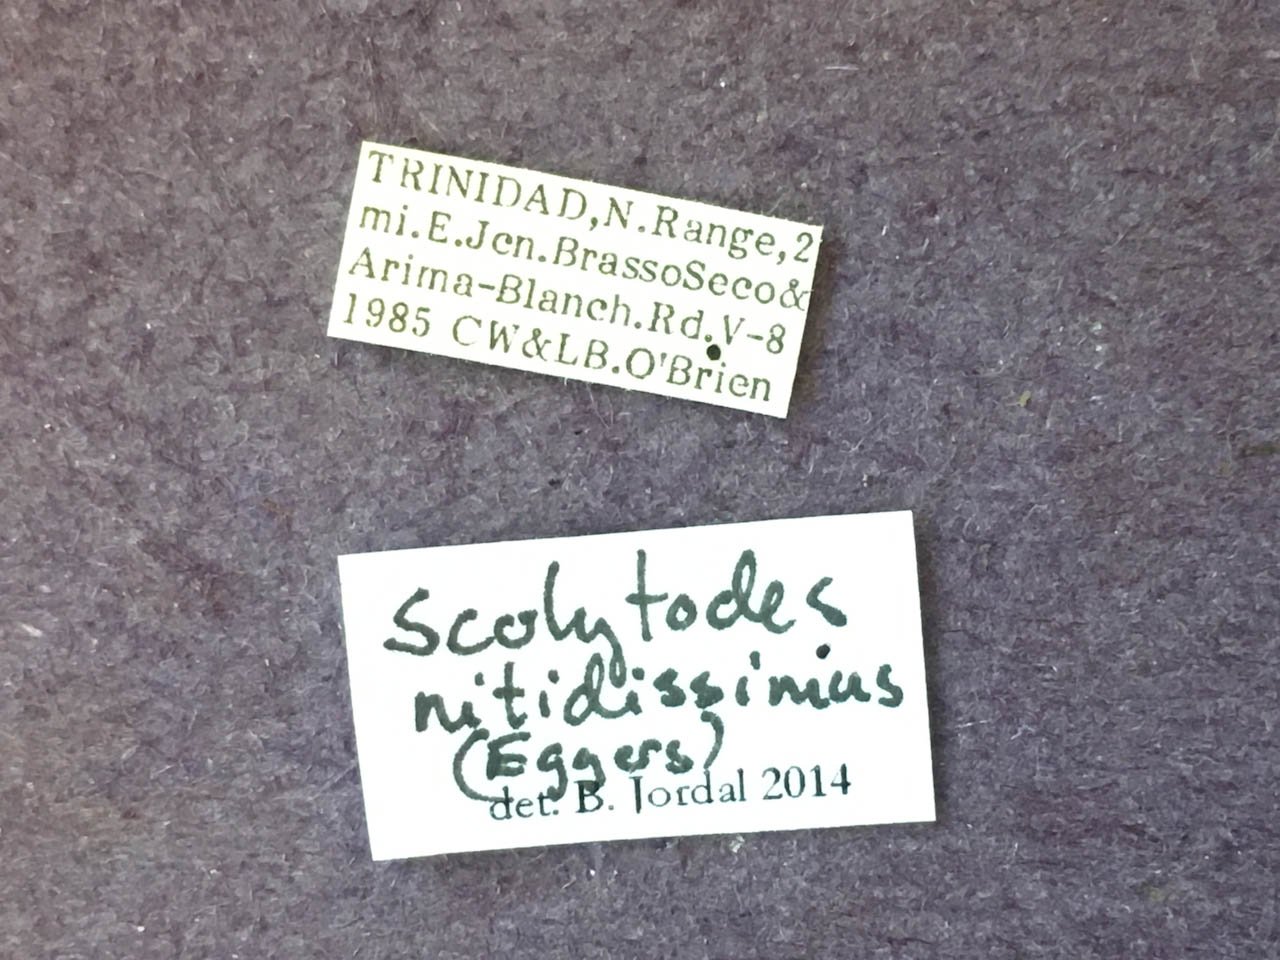 TRINIDAD,N.Range,2
mi.E.Jcn.BrassoSeco&
Arima-Blanch.Rd.V-8
1985 CW&LB.O'Brien
Scolytodes
nitidissimus
(Eggers)
det. B. Jordal 2014